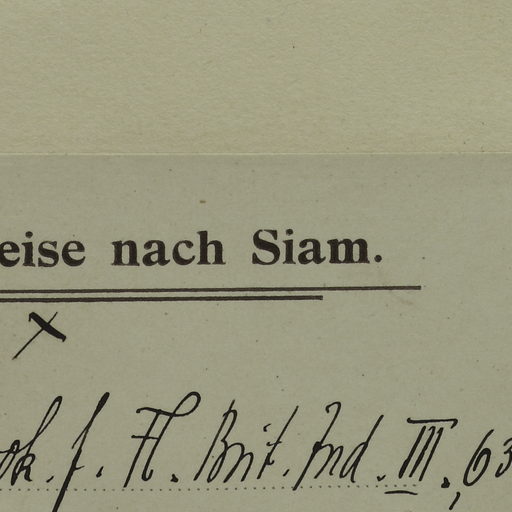 eise nach Siam.
×
ok. f. Fl. Brit. Ind. III., 63